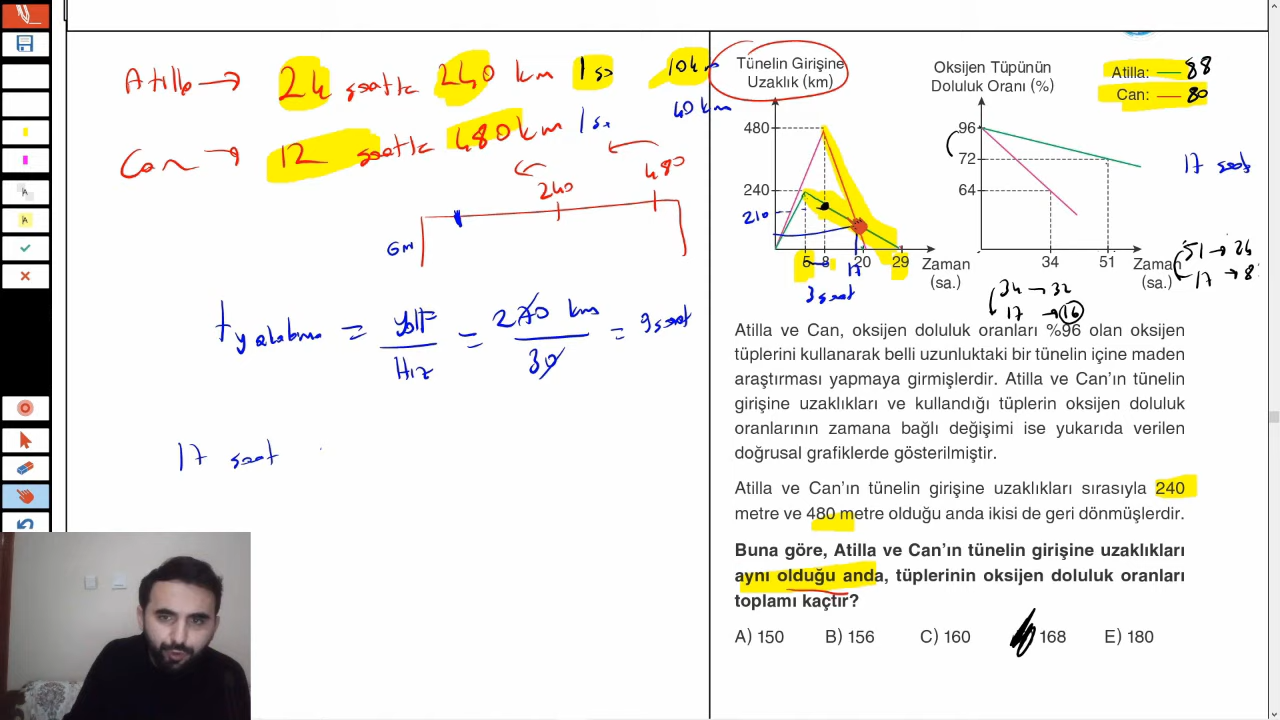 Atilla → 24 saatte 240 km 1 sa 10 km
Can → 12 saatte 480 km 1 sa 40 km
240
480
t yakalama = Yol Hız = 270 km 30 = 9 saat
17 saat
Tünelin Girişine
Uzaklık (km)
480
240
210
5 8 17 20 29
Zaman
(sa.)
3 saat
Oksijen Tüpünün
Doluluk Oranı (%)
96
72
64
34 51
Zaman
(sa.)
Atilla: 88
Can: 80
17 saat
51 → 24
17 → 8
34 → 32
17 → 16
Atilla ve Can, oksijen doluluk oranları %96 olan oksijen
tüplerini kullanarak belli uzunluktaki bir tünelin içine maden
araştırması yapmaya girmişlerdir. Atilla ve Can'ın tünelin
girişine uzaklıkları ve kullandığı tüplerin oksijen doluluk
oranlarının zamana bağlı değişimi ise yukarıda verilen
doğrusal grafiklerde gösterilmiştir.
Atilla ve Can'ın tünelin girişine uzaklıkları sırasıyla 240
metre ve 480 metre olduğu anda ikisi de geri dönmüşlerdir.
Buna göre, Atilla ve Can'ın tünelin girişine uzaklıkları
aynı olduğu anda, tüplerinin oksijen doluluk oranları
toplamı kaçtır?
A) 150 B) 156 C) 160 168 E) 180